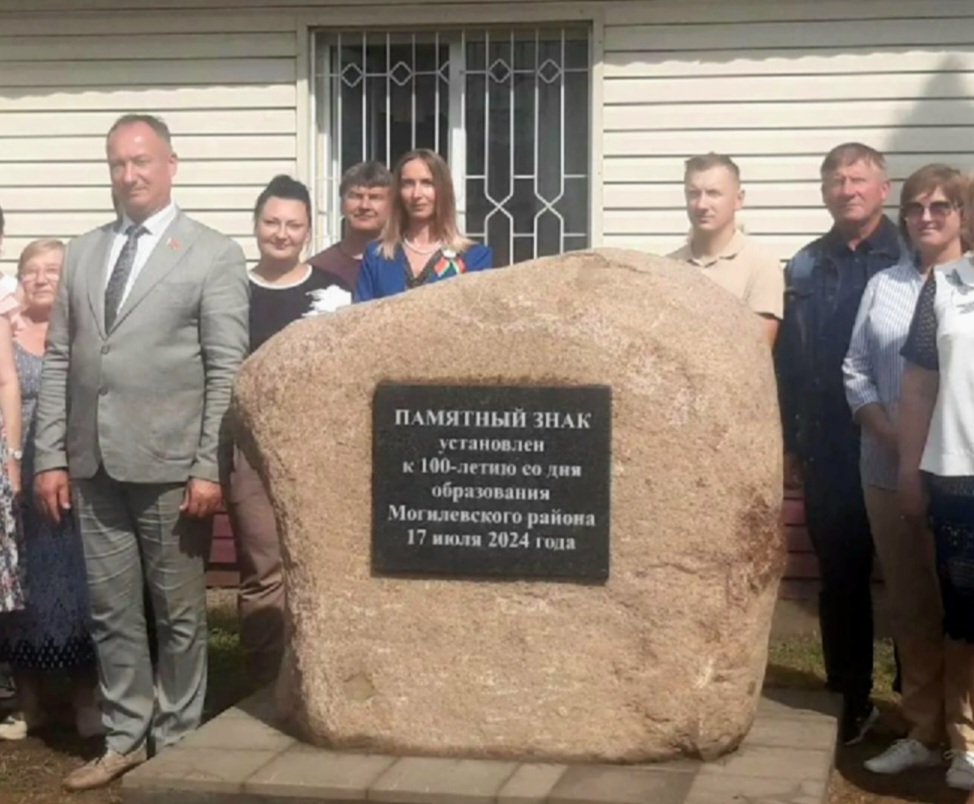 ПАМЯТНЫЙ ЗНАК
установлен
к 100-летию со дня
образования
Могилевского района
17 июля 2024 года